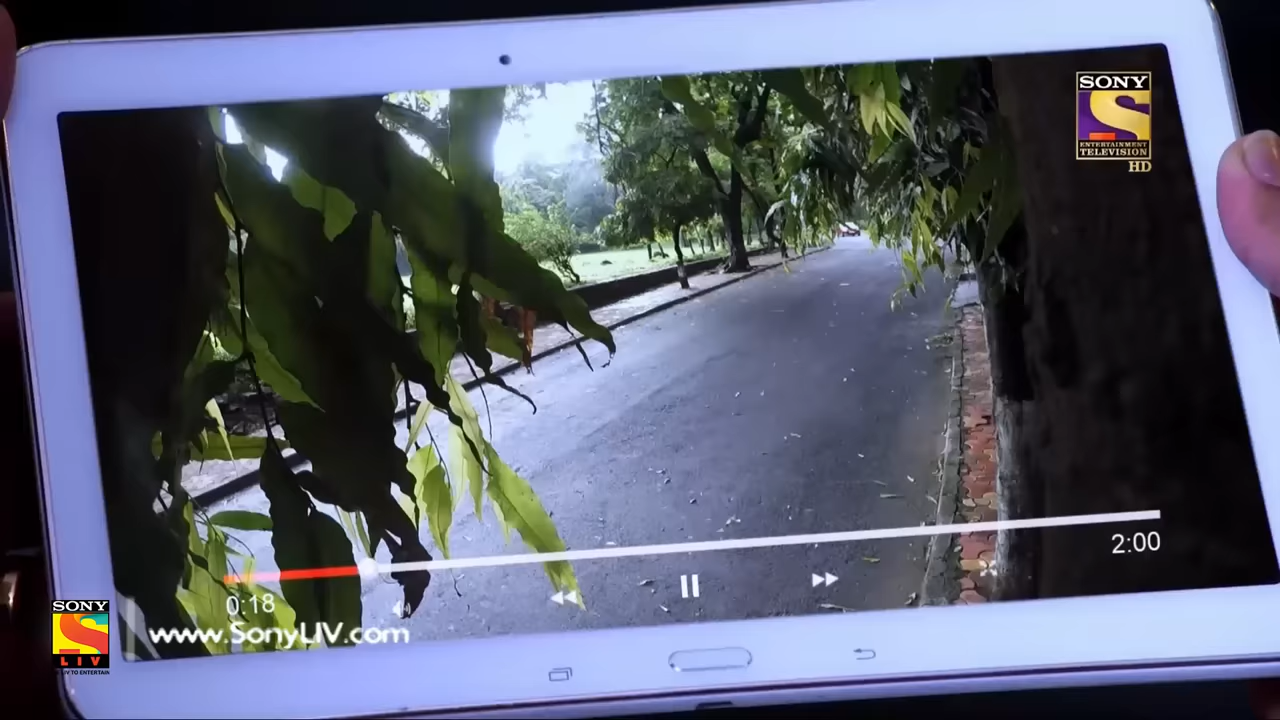 SONY
ENTERTAINMENT
TELEVISION
HD
2:00
0:18
www.SonyLIV.com
SONY
LIV